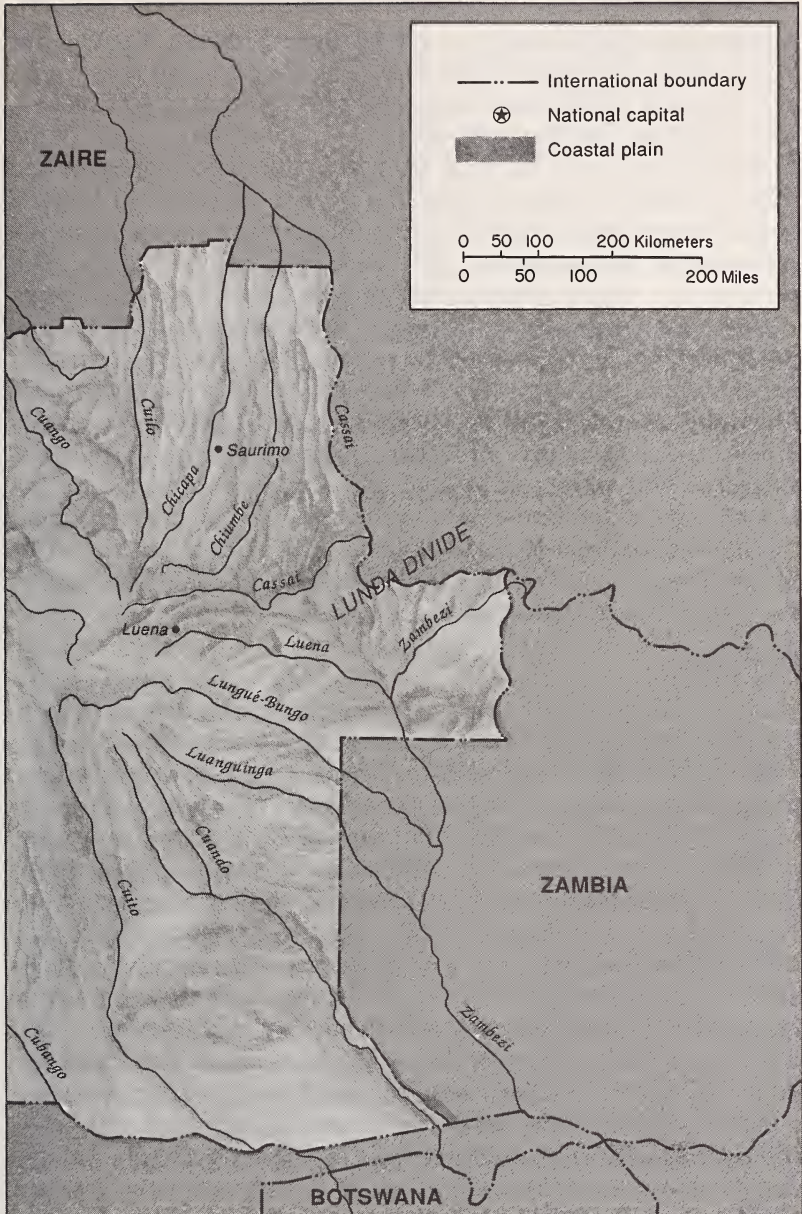 International boundary
National capital
Coastal plain
0 50 100 200 Kilometers
0 50 100 200 Miles
ZAIRE
Cuango
Cuilo
Chicapa
Saurimo
Chiumbe
Cassai
Cassai
LUNDA DIVIDE
Zambezi
Luena
Luena
Lungué-Bungo
Luanguinga
Cuando
Cuito
ZAMBIA
Zambezi
Cubango
BOTSWANA